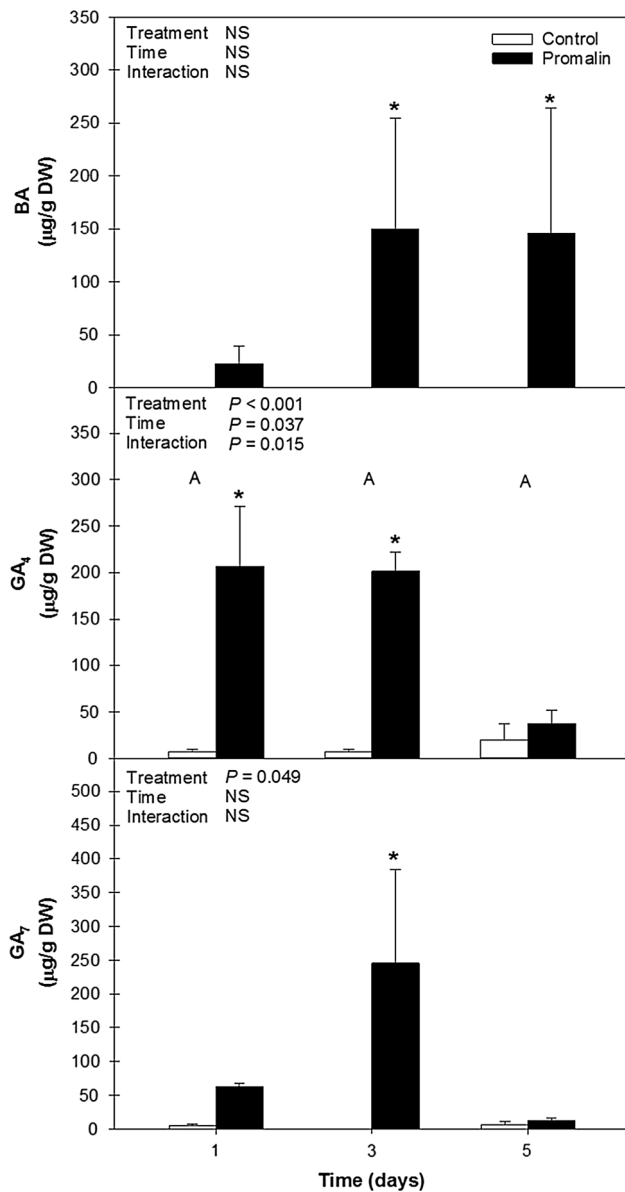 350
300
250
200
150
100
50
0
BA
(µg/g DW)
Treatment NS
Time NS
Interaction NS
Control
Promalin
* *
350
300
250
200
150
100
50
0
GA4
(µg/g DW)
Treatment P < 0.001
Time P = 0.037
Interaction P = 0.015
A A A
* *
500
450
400
350
300
250
200
150
100
50
0
GA7
(µg/g DW)
Treatment P = 0.049
Time NS
Interaction NS
*
1 3 5
Time (days)